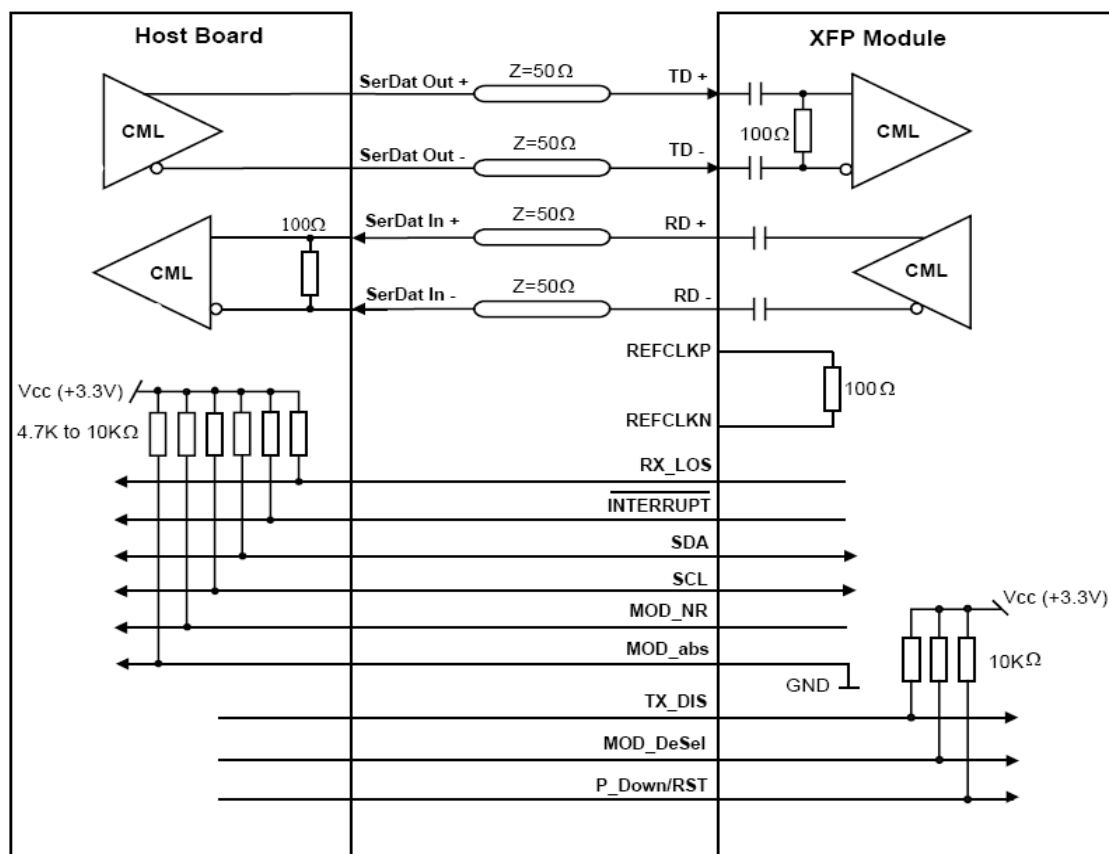 Host Board
XFP Module
SerDat Out +
Z=50Ω
TD +
CML
100Ω
CML
SerDat Out -
Z=50Ω
TD -
100Ω
SerDat In +
Z=50Ω
RD +
CML
CML
SerDat In -
Z=50Ω
RD -
REFCLKP
100Ω
REFCLKN
Vcc (+3.3V)
4.7K to 10KΩ
RX_LOS
INTERRUPT
SDA
SCL
Vcc (+3.3V)
MOD_NR
MOD_abs
10KΩ
GND
TX_DIS
MOD_DeSel
P_Down/RST